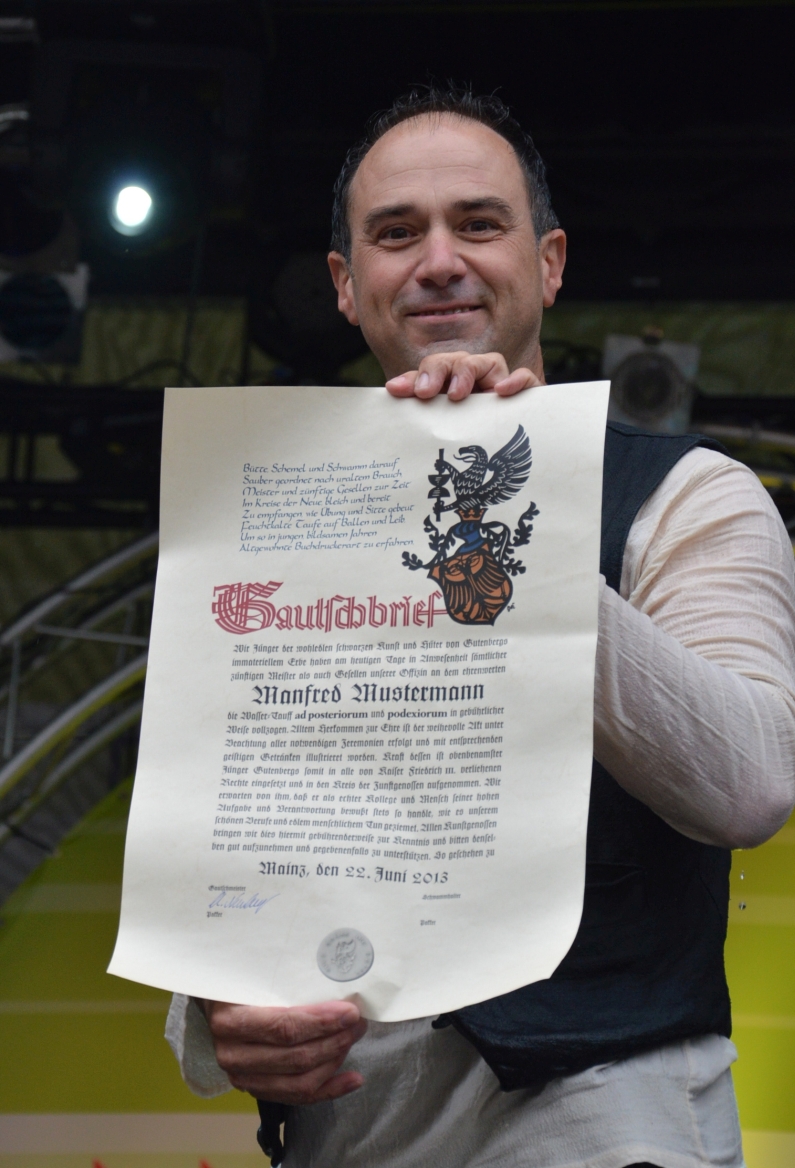 Bütte Schemel und Schwamm darauf
Sauber geordnet nach uraltem Brauch
Meister und zünftige Gesellen zur Zeit
Im Kreise der Neue Reich und bereit
Zu empfangen wie Übung und Sitte gebeut
Feuchtkalte Taufe auf Ballen und Leib
Um so in jungen bildsamen Jahren
Altgewohnte Buchdruckerart zu erfahren
Gautschbrief
Wir Jünger der wohledlen schwarzen Kunst und Hüter von Gutenbergs
immateriellem Erbe haben am heutigen Tage in Anwesenheit sämtlicher
zünftigen Meister als auch Gesellen unserer Offizin an dem ehrenwerten
Manfred Mustermann
die Wasser-Tauff ad posteriorum und podexiorum in gebührlicher
Weise vollzogen. Altem Herkommen zur Ehre ist der weihevolle Akt unter
Beachtung aller notwendigen Zeremonien erfolgt und mit entsprechenden
geistigen Getränken illustrieret worden. Kraft dessen ist obenbenamster
Jünger Gutenbergs somit in alle von Kaiser Friedrich III. verliehenen
Rechte eingesetzt und in den Kreis der Zunftgenossen aufgenommen. Wir
erwarten von ihm, daß er als echter Kollege und Mensch seiner hohen
Aufgabe und Verantwortung bewußt stets so handle, wie es unserem
schönen Berufe und edlem menschlichem Tun geziemet. Allen Kunstgenossen
bringen wir dies hiermit gebührenderweise zur Kenntnis und bitten densel-
ben gut aufzunehmen und gegebenenfalls zu unterstützen. So geschehen zu
Mainz, den 22. Juni 2013
Gautschmeister
Schwammhalter
Packer
Packer